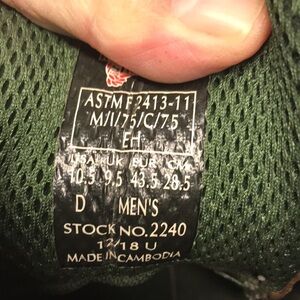 ASTM F2413-11
M/I/75/C/75
EH
USA UK EUR CM
10.5 9.5 43.5 28.5
D MEN'S
STOCK NO. 2240
12/18 U
MADE IN CAMBODIA